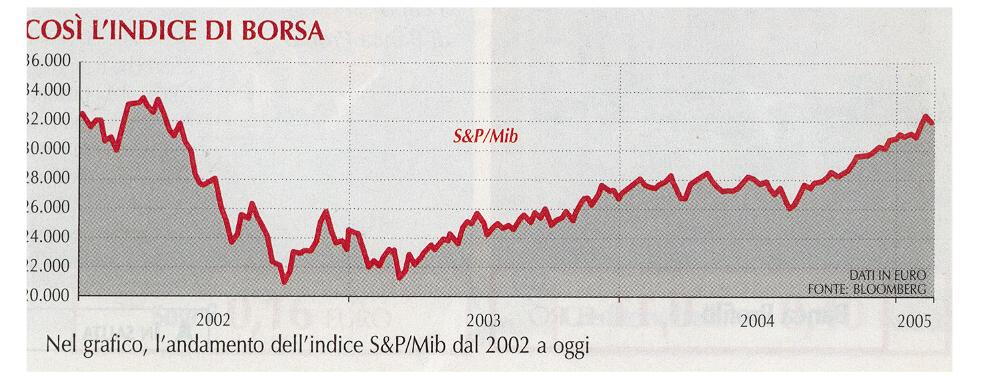 COSÌ L'INDICE DI BORSA
36.000
34.000
32.000
30.000
28.000
26.000
24.000
22.000
20.000
S&P/Mib
DATI IN EURO
FONTE: BLOOMBERG
2002
2003
2004
2005
Nel grafico, l'andamento dell'indice S&P/Mib dal 2002 a oggi